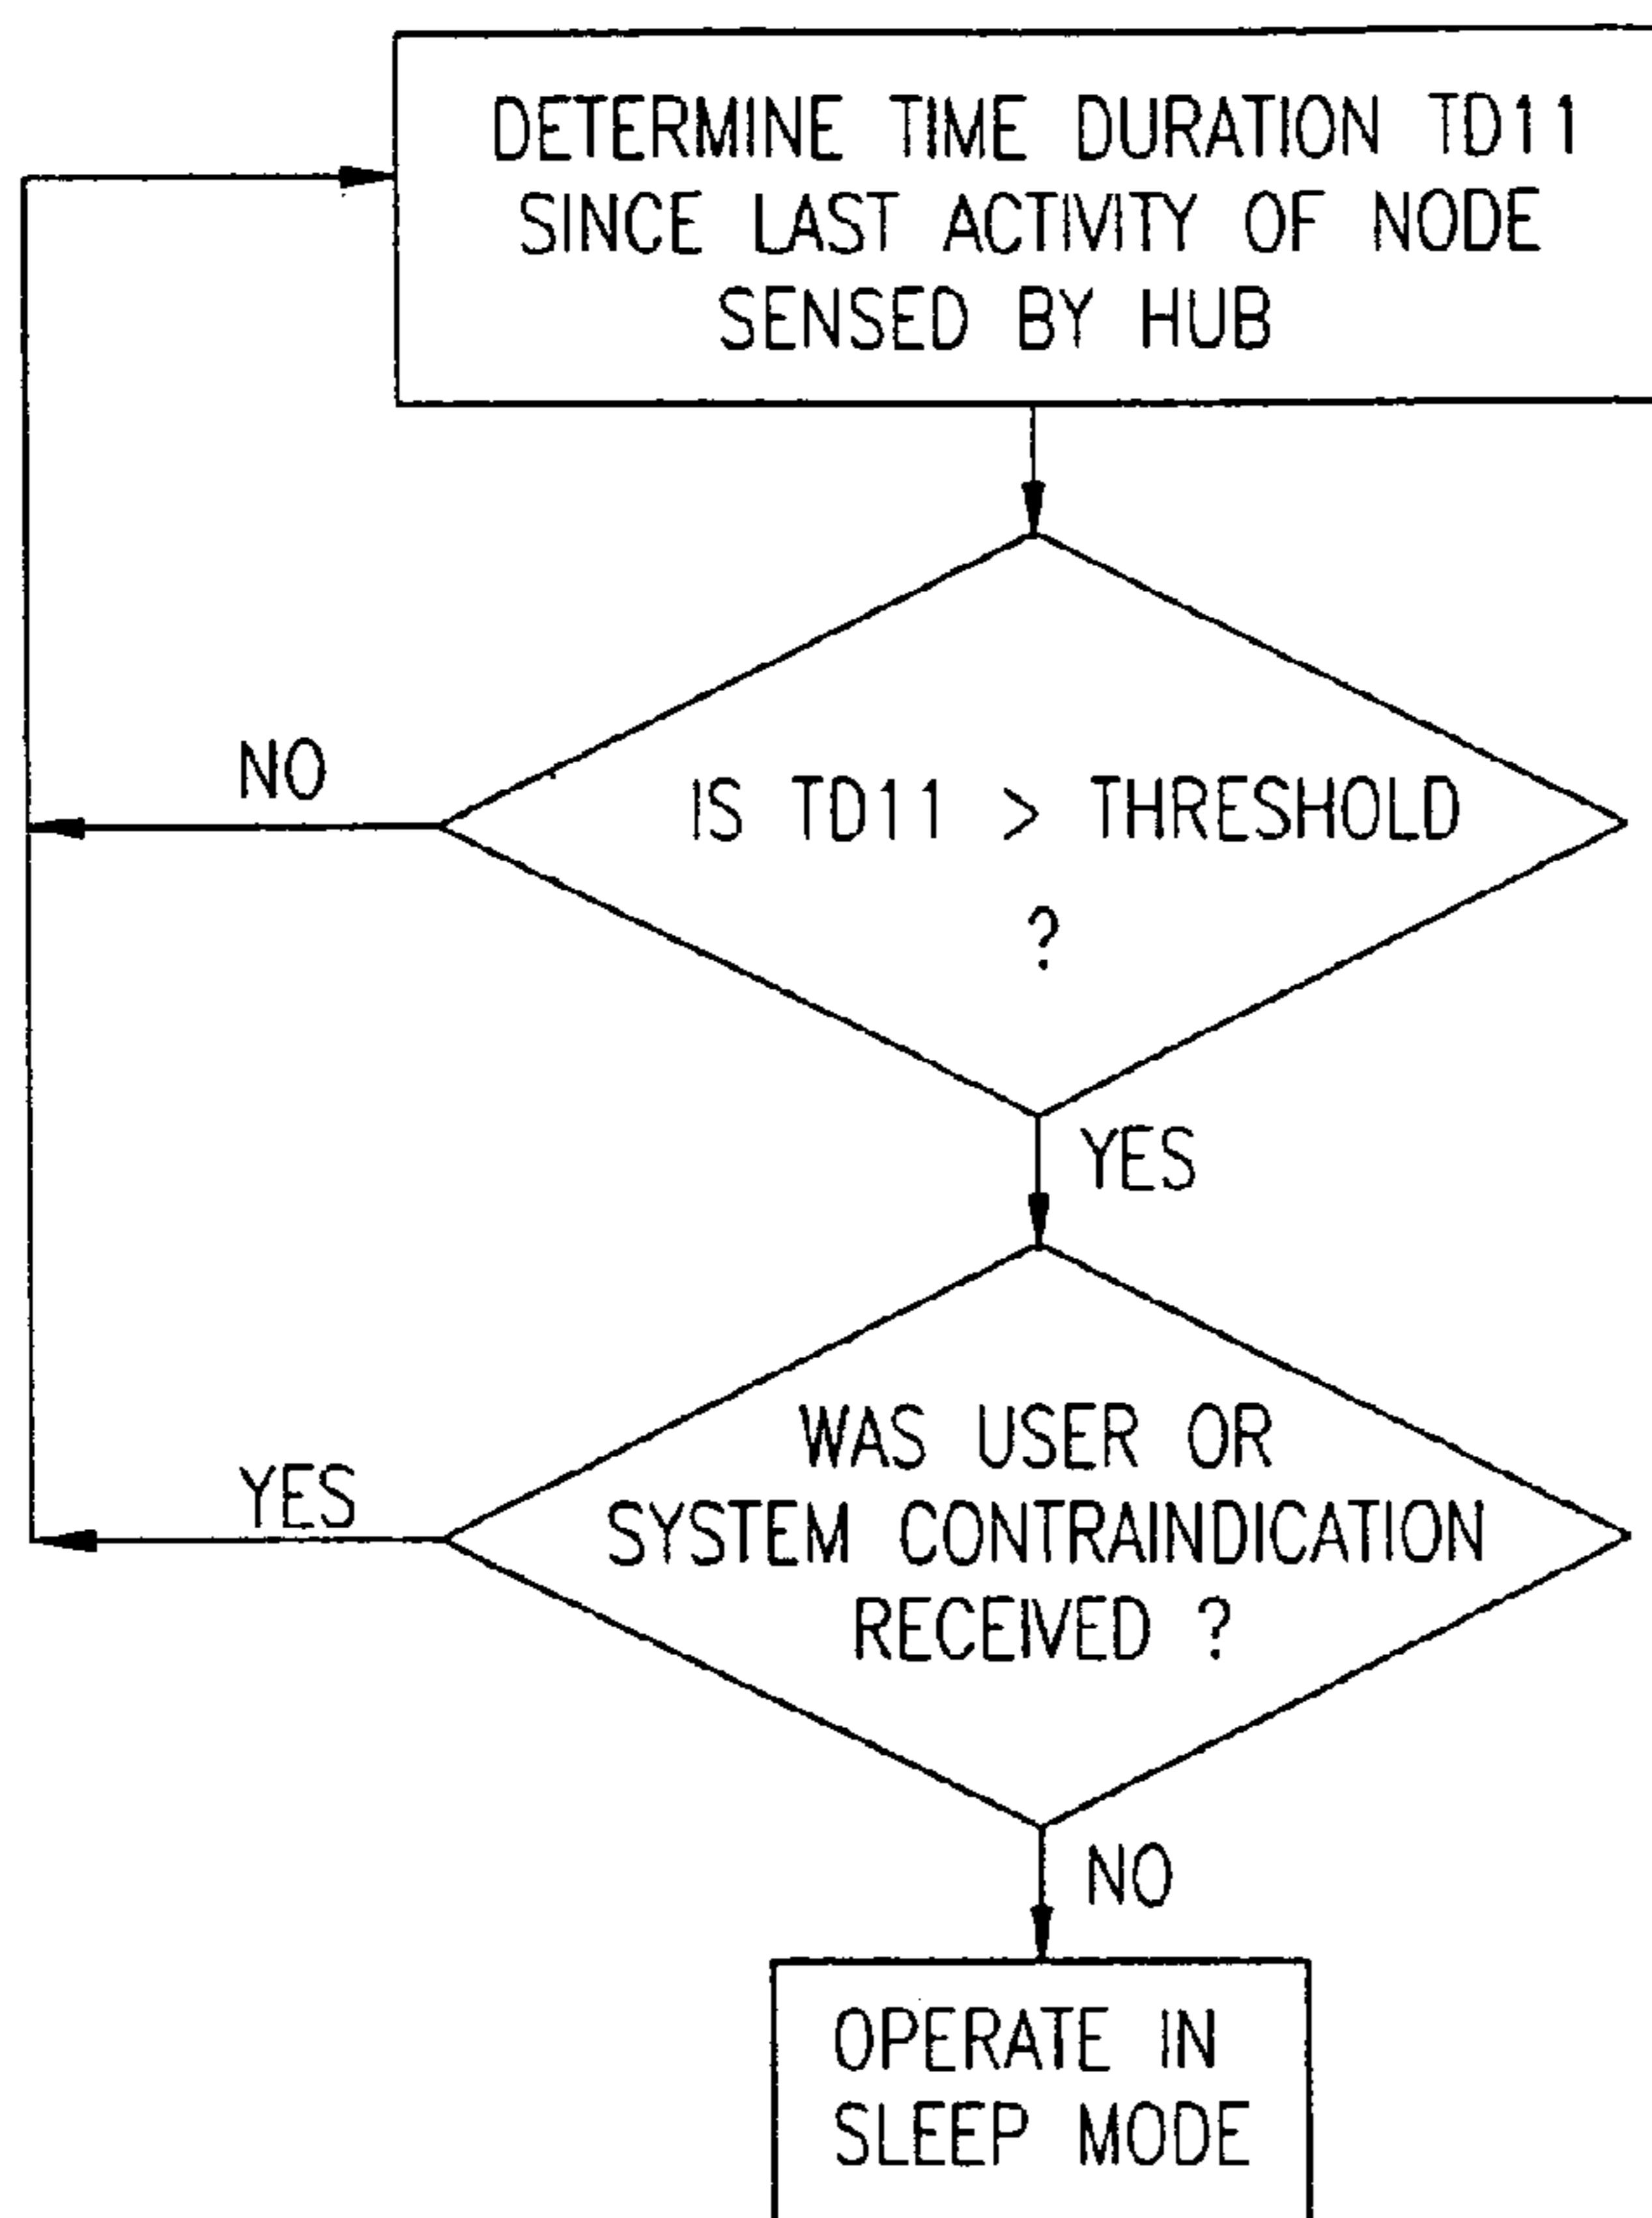 DETERMINE TIME DURATION TD11
SINCE LAST ACTIVITY OF NODE
SENSED BY HUB
NO
IS TD11 > THRESHOLD
?
YES
WAS USER OR
SYSTEM CONTRAINDICATION
RECEIVED ?
YES
NO
OPERATE IN
SLEEP MODE